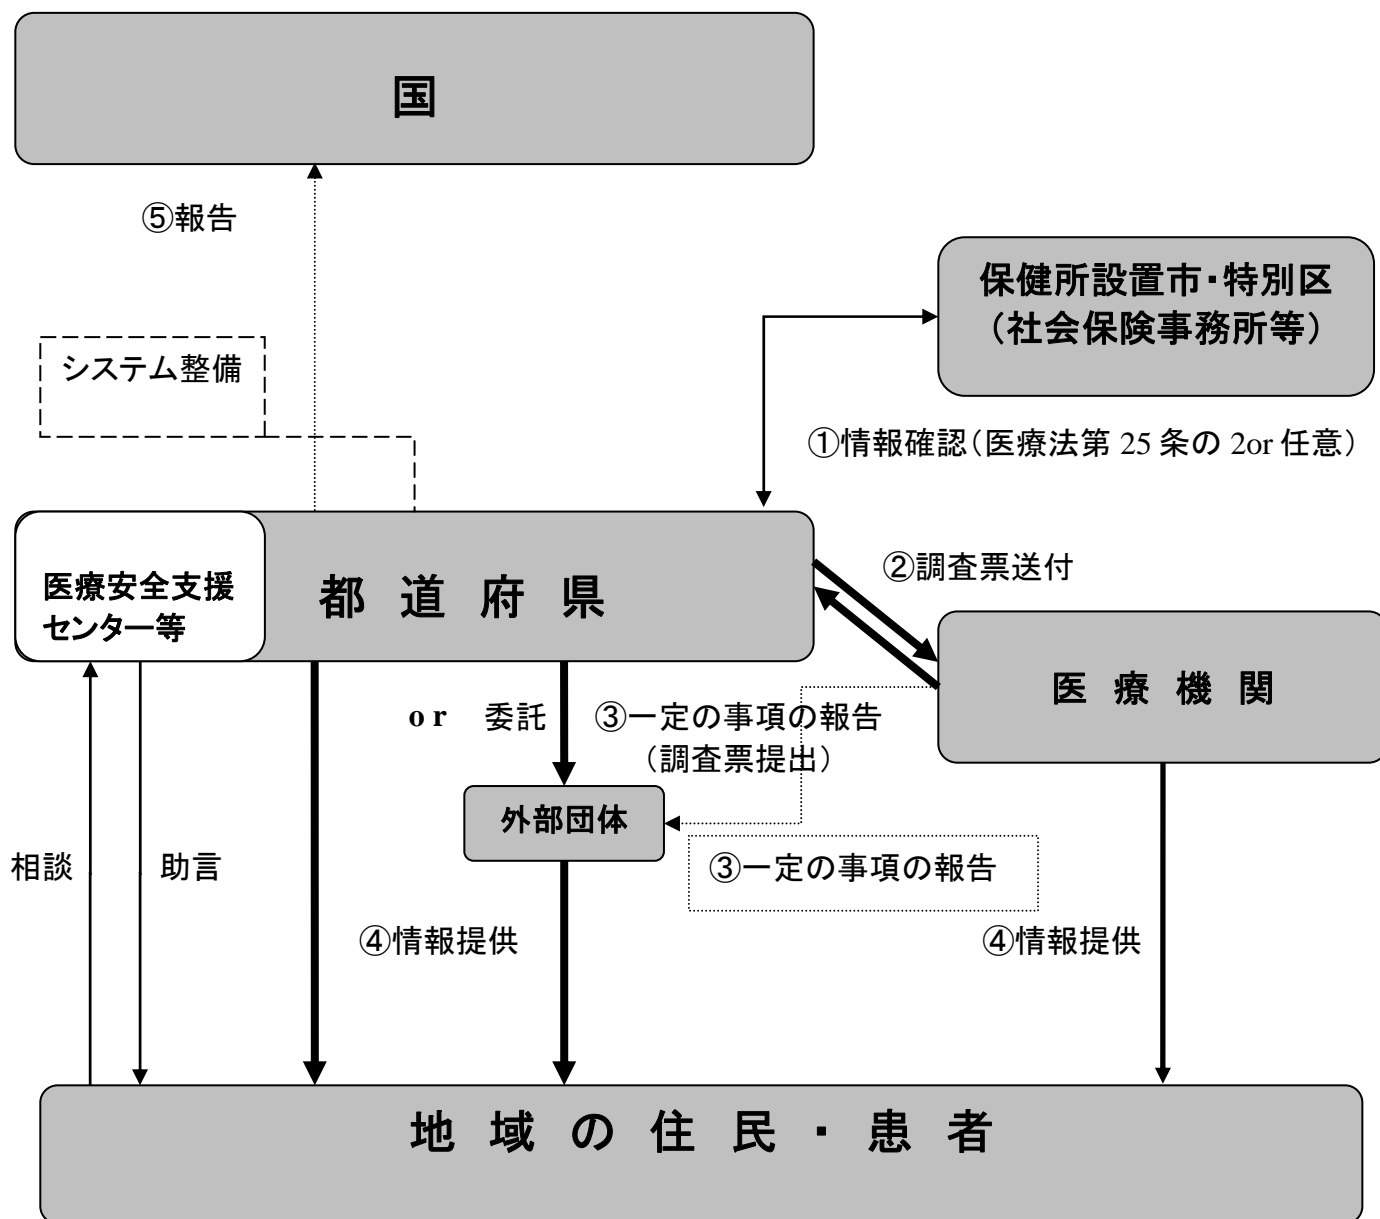 国
⑤報告
保健所設置市・特別区
（社会保険事務所等）
システム整備
①情報確認（医療法第 25 条の 2or 任意）
医療安全支援
センター等
都 道 府 県
②調査票送付
医 療 機 関
o r 委託
③一定の事項の報告
（調査票提出）
外部団体
相談
助言
③一定の事項の報告
④情報提供
④情報提供
地 域 の 住 民 ・ 患 者